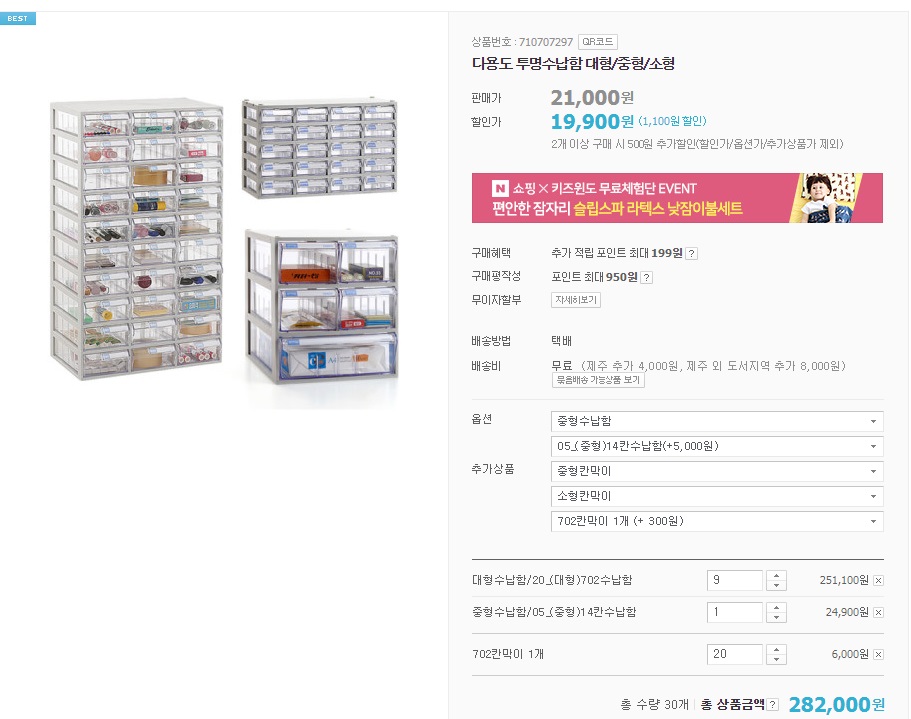 BEST
상품번호 : 710707297 QR코드
다용도 투명수납함 대형/중형/소형
판매가 21,000원
할인가 19,900원 (1,100원 할인)
2개 이상 구매 시 500원 추가할인(할인가/옵션가/추가상품가 제외)
N 쇼핑 × 키즈윈도 무료체험단 EVENT
편안한 잠자리 슬립스파 라텍스 낮잠이불세트
구매혜택 추가 적립 포인트 최대 199원 ?
구매평작성 포인트 최대 950원 ?
무이자할부 자세히보기
배송방법 택배
배송비 무료 (제주 추가 4,000원, 제주 외 도서지역 추가 8,000원)
묶음배송 가능상품 보기
옵션 중형수납함
05_(중형)14칸수납함(+5,000원)
추가상품 중형칸막이
소형칸막이
702칸막이 1개 (+ 300원)
대형수납함/20_(대형)702수납함 9 251,100원
중형수납함/05_(중형)14칸수납함 1 24,900원
702칸막이 1개 20 6,000원
총 수량 30개 총 상품금액 ? 282,000원